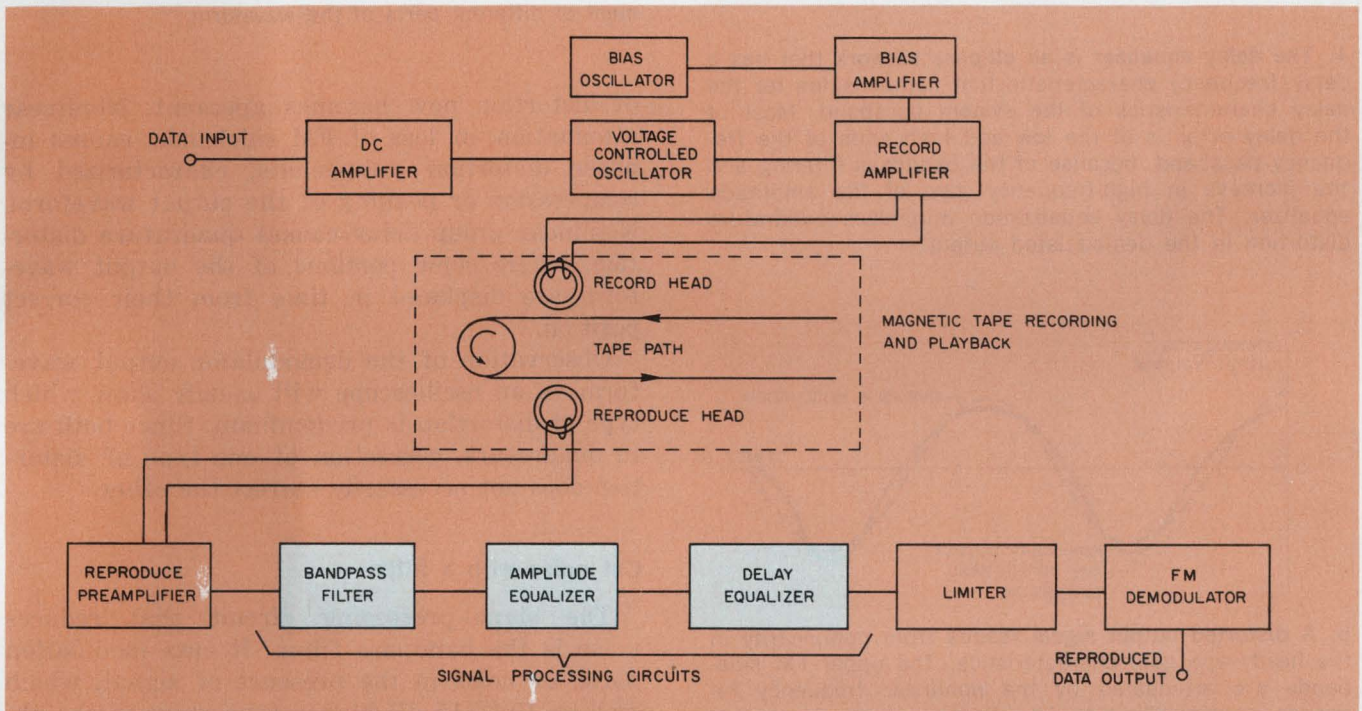 BIAS
OSCILLATOR
BIAS
AMPLIFIER
DATA INPUT
DC
AMPLIFIER
VOLTAGE
CONTROLLED
OSCILLATOR
RECORD
AMPLIFIER
RECORD HEAD
TAPE PATH
REPRODUCE HEAD
MAGNETIC TAPE RECORDING
AND PLAYBACK
REPRODUCE
PREAMPLIFIER
BANDPASS
FILTER
AMPLITUDE
EQUALIZER
DELAY
EQUALIZER
LIMITER
FM
DEMODULATOR
SIGNAL PROCESSING CIRCUITS
REPRODUCED
DATA OUTPUT